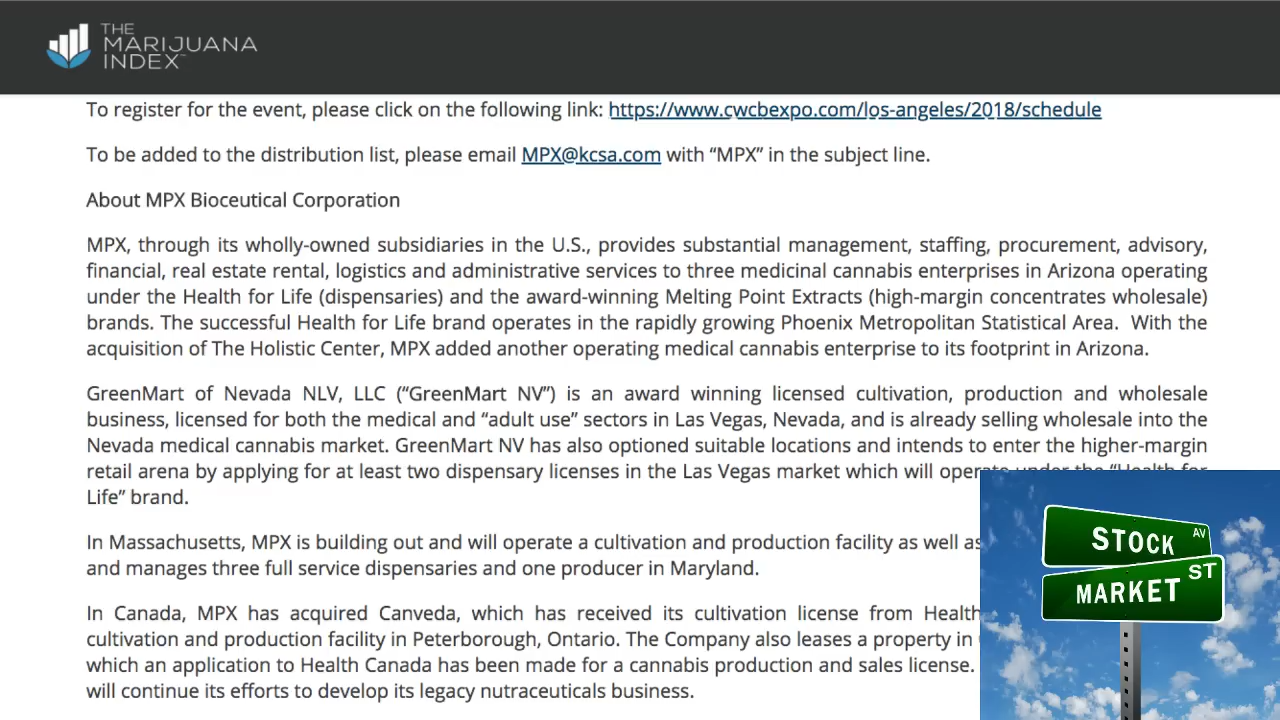 THE
MARIJUANA
INDEX™
To register for the event, please click on the following link: https://www.cwcbexpo.com/los-angeles/2018/schedule
To be added to the distribution list, please email MPX@kcsa.com with “MPX” in the subject line.
About MPX Bioceutical Corporation
MPX, through its wholly-owned subsidiaries in the U.S., provides substantial management, staffing, procurement, advisory,
financial, real estate rental, logistics and administrative services to three medicinal cannabis enterprises in Arizona operating
under the Health for Life (dispensaries) and the award-winning Melting Point Extracts (high-margin concentrates wholesale)
brands. The successful Health for Life brand operates in the rapidly growing Phoenix Metropolitan Statistical Area. With the
acquisition of The Holistic Center, MPX added another operating medical cannabis enterprise to its footprint in Arizona.
GreenMart of Nevada NLV, LLC (“GreenMart NV”) is an award winning licensed cultivation, production and wholesale
business, licensed for both the medical and “adult use” sectors in Las Vegas, Nevada, and is already selling wholesale into the
Nevada medical cannabis market. GreenMart NV has also optioned suitable locations and intends to enter the higher-margin
retail arena by applying for at least two dispensary licenses in the Las Vegas market which will operate under the “Health for
Life” brand.
In Massachusetts, MPX is building out and will operate a cultivation and production facility as well as
and manages three full service dispensaries and one producer in Maryland.
In Canada, MPX has acquired Canveda, which has received its cultivation license from Health
cultivation and production facility in Peterborough, Ontario. The Company also leases a property in
which an application to Health Canada has been made for a cannabis production and sales license.
will continue its efforts to develop its legacy nutraceuticals business.
STOCK AV
MARKET ST